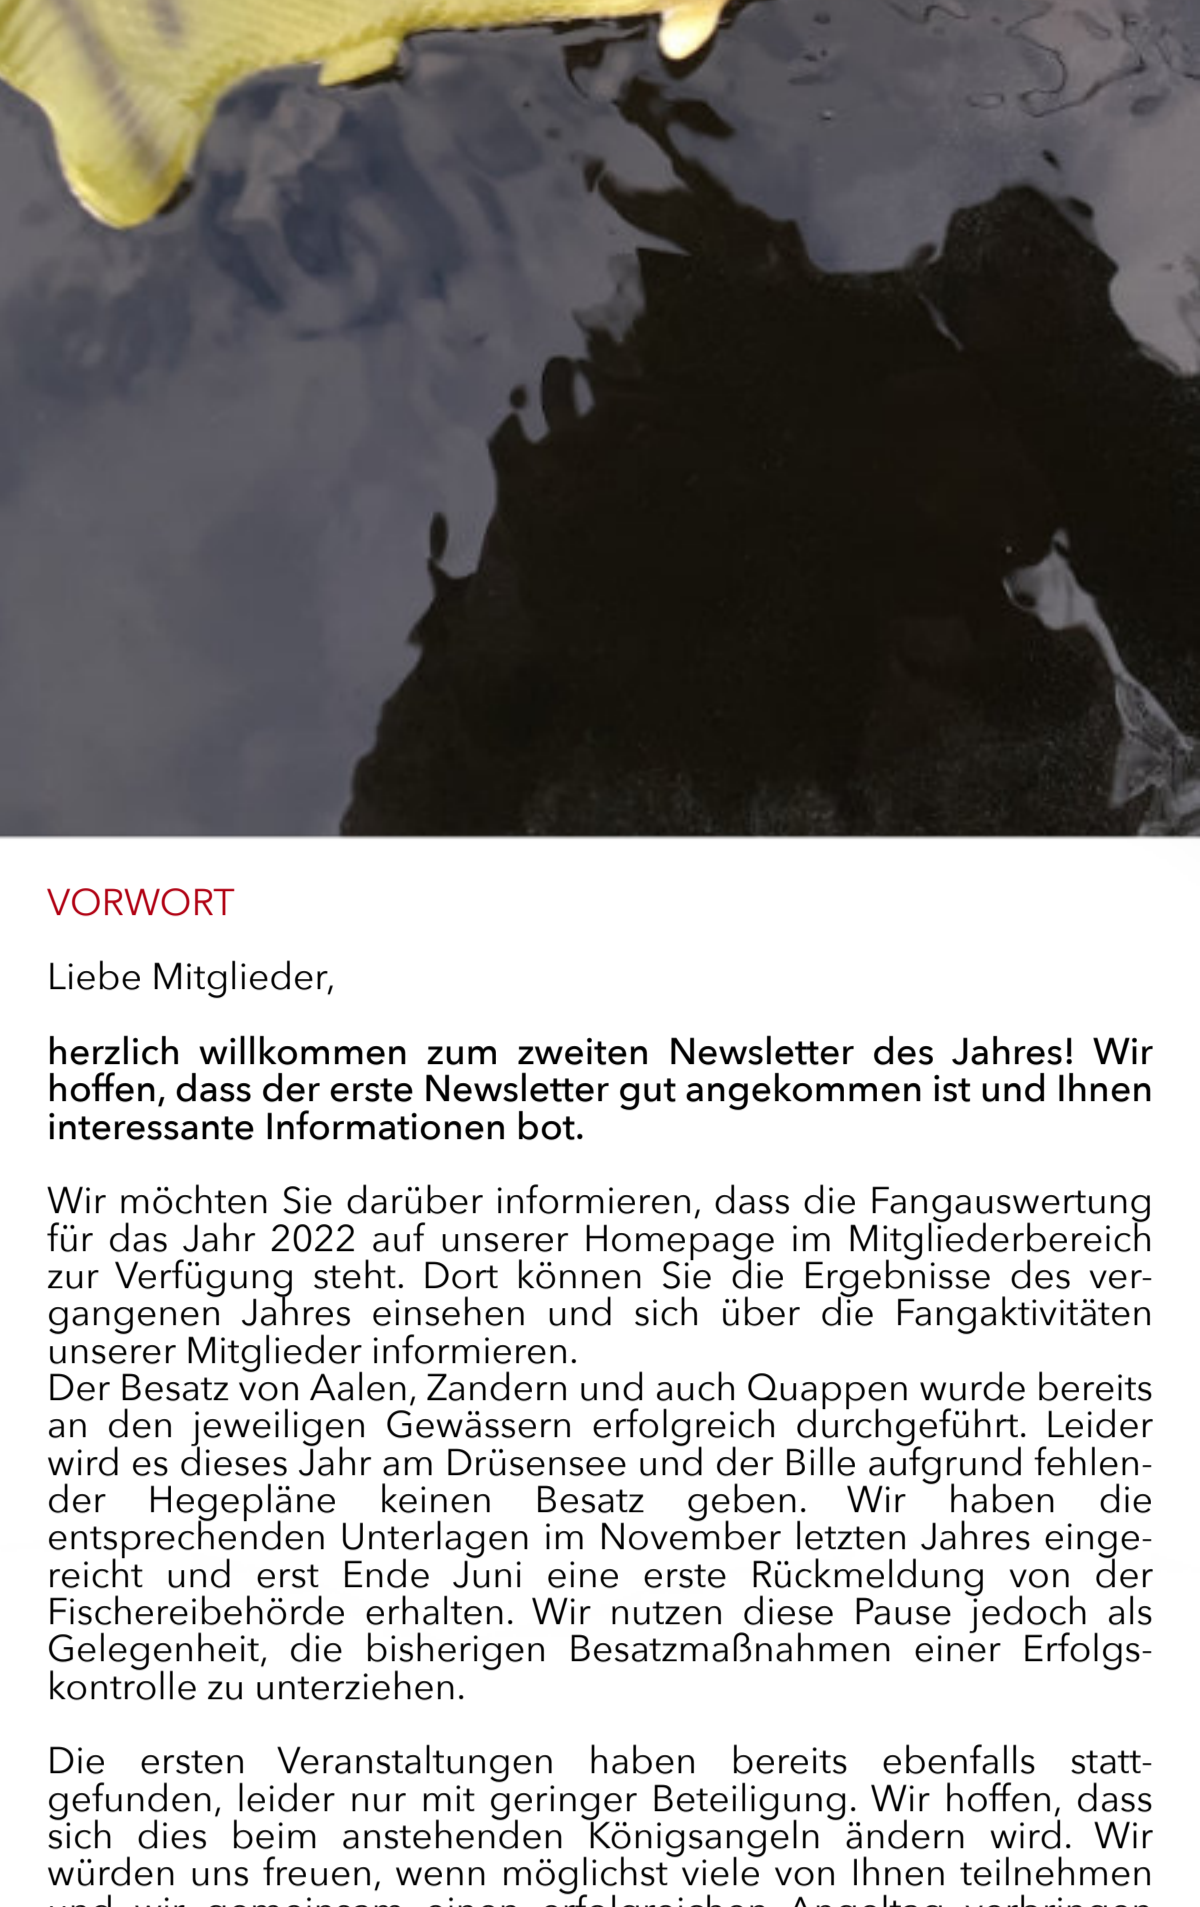 VORWORT
Liebe Mitglieder,
herzlich willkommen zum zweiten Newsletter des Jahres! Wir
hoffen, dass der erste Newsletter gut angekommen ist und Ihnen
interessante Informationen bot.
Wir möchten Sie darüber informieren, dass die Fangauswertung
für das Jahr 2022 auf unserer Homepage im Mitgliederbereich
zur Verfügung steht. Dort können Sie die Ergebnisse des ver-
gangenen Jahres einsehen und sich über die Fangaktivitäten
unserer Mitglieder informieren.
Der Besatz von Aalen, Zandern und auch Quappen wurde bereits
an den jeweiligen Gewässern erfolgreich durchgeführt. Leider
wird es dieses Jahr am Drüsensee und der Bille aufgrund fehlen-
der Hegepläne keinen Besatz geben. Wir haben die
entsprechenden Unterlagen im November letzten Jahres einge-
reicht und erst Ende Juni eine erste Rückmeldung von der
Fischereibehörde erhalten. Wir nutzen diese Pause jedoch als
Gelegenheit, die bisherigen Besatzmaßnahmen einer Erfolgs-
kontrolle zu unterziehen.
Die ersten Veranstaltungen haben bereits ebenfalls statt-
gefunden, leider nur mit geringer Beteiligung. Wir hoffen, dass
sich dies beim anstehenden Königsangeln ändern wird. Wir
würden uns freuen, wenn möglichst viele von Ihnen teilnehmen
und wir gemeinsam einen erfolgreichen Angeltag verbringen